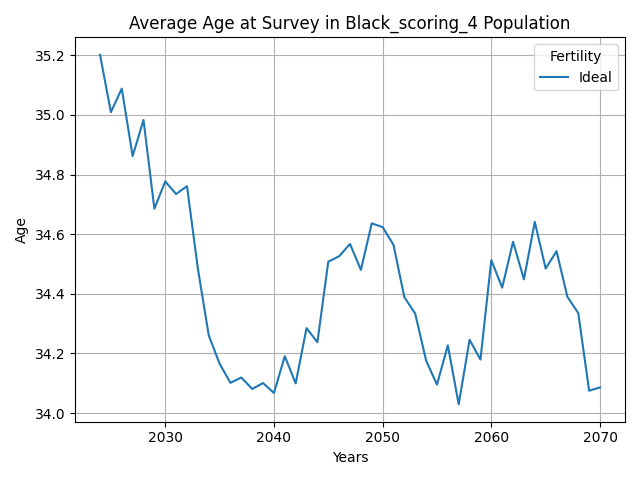 Average Age at Survey in Black_scoring_4 Population
Fertility
Ideal
35.2
35.0
34.8
34.6
34.4
34.2
34.0
Age
2030 2040 2050 2060 2070
Years